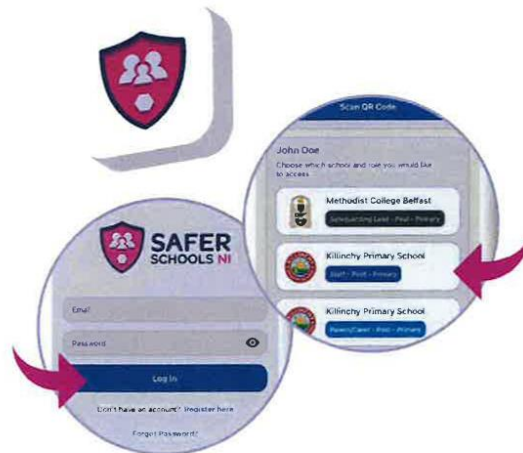 Scan QR Code
John Doe
Choose which school and role you would like
to access
Methodist College Belfast
Safeguarding Lead - Post - Primary
Killinchy Primary School
Staff - Post - Primary
Killinchy Primary School
Parent/Carer - Post - Primary
SAFER
SCHOOLS NI
Email
Password
Log In
Don't have an account? Register here
Forgot Password?